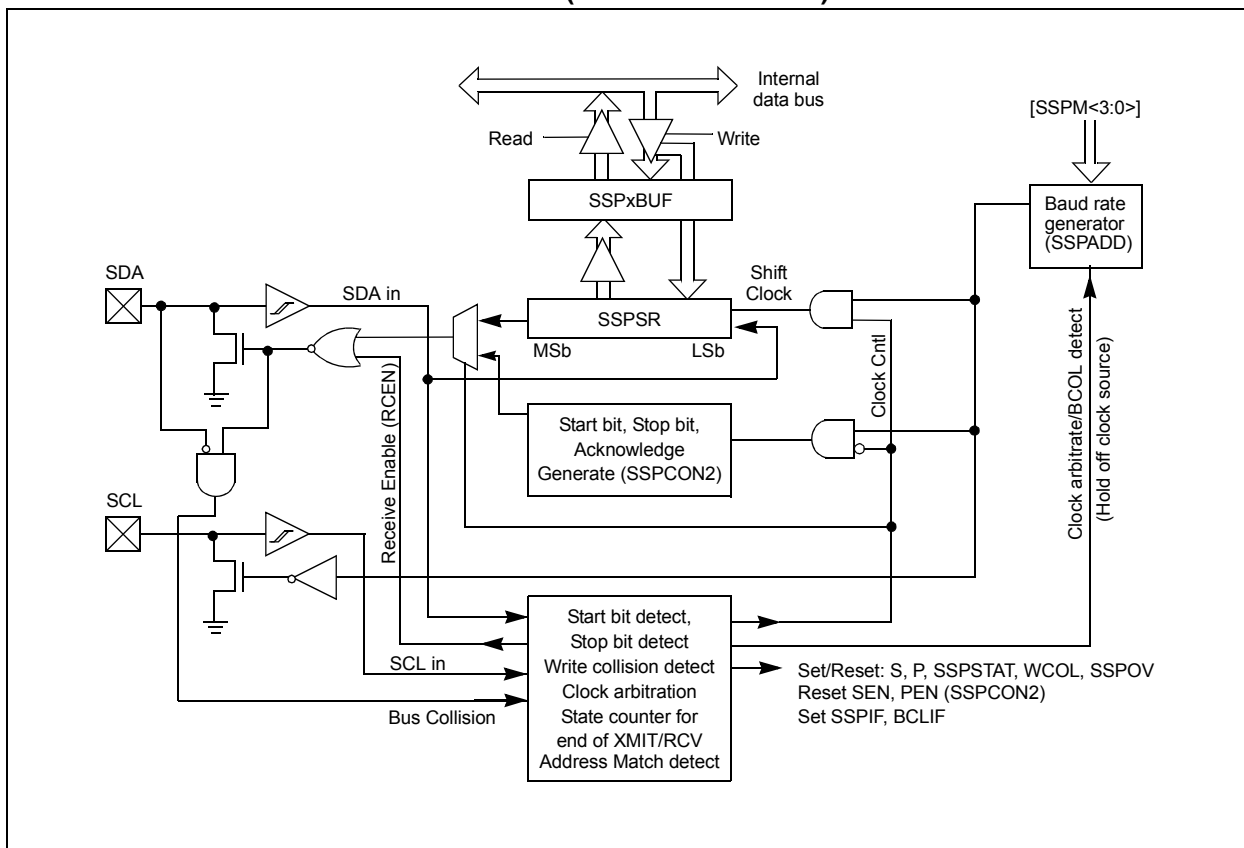 Internal
data bus
[SSPM<3:0>]
Read
Write
SSPxBUF
Baud rate
generator
(SSPADD)
SDA
SDA in
Shift
Clock
SSPSR
MSb
LSb
Clock Cntl
Clock arbitrate/BCOL detect
(Hold off clock source)
Receive Enable (RCEN)
Start bit, Stop bit,
Acknowledge
Generate (SSPCON2)
SCL
SCL in
Bus Collision
Start bit detect,
Stop bit detect
Write collision detect
Clock arbitration
State counter for
end of XMIT/RCV
Address Match detect
Set/Reset: S, P, SSPSTAT, WCOL, SSPOV
Reset SEN, PEN (SSPCON2)
Set SSPIF, BCLIF